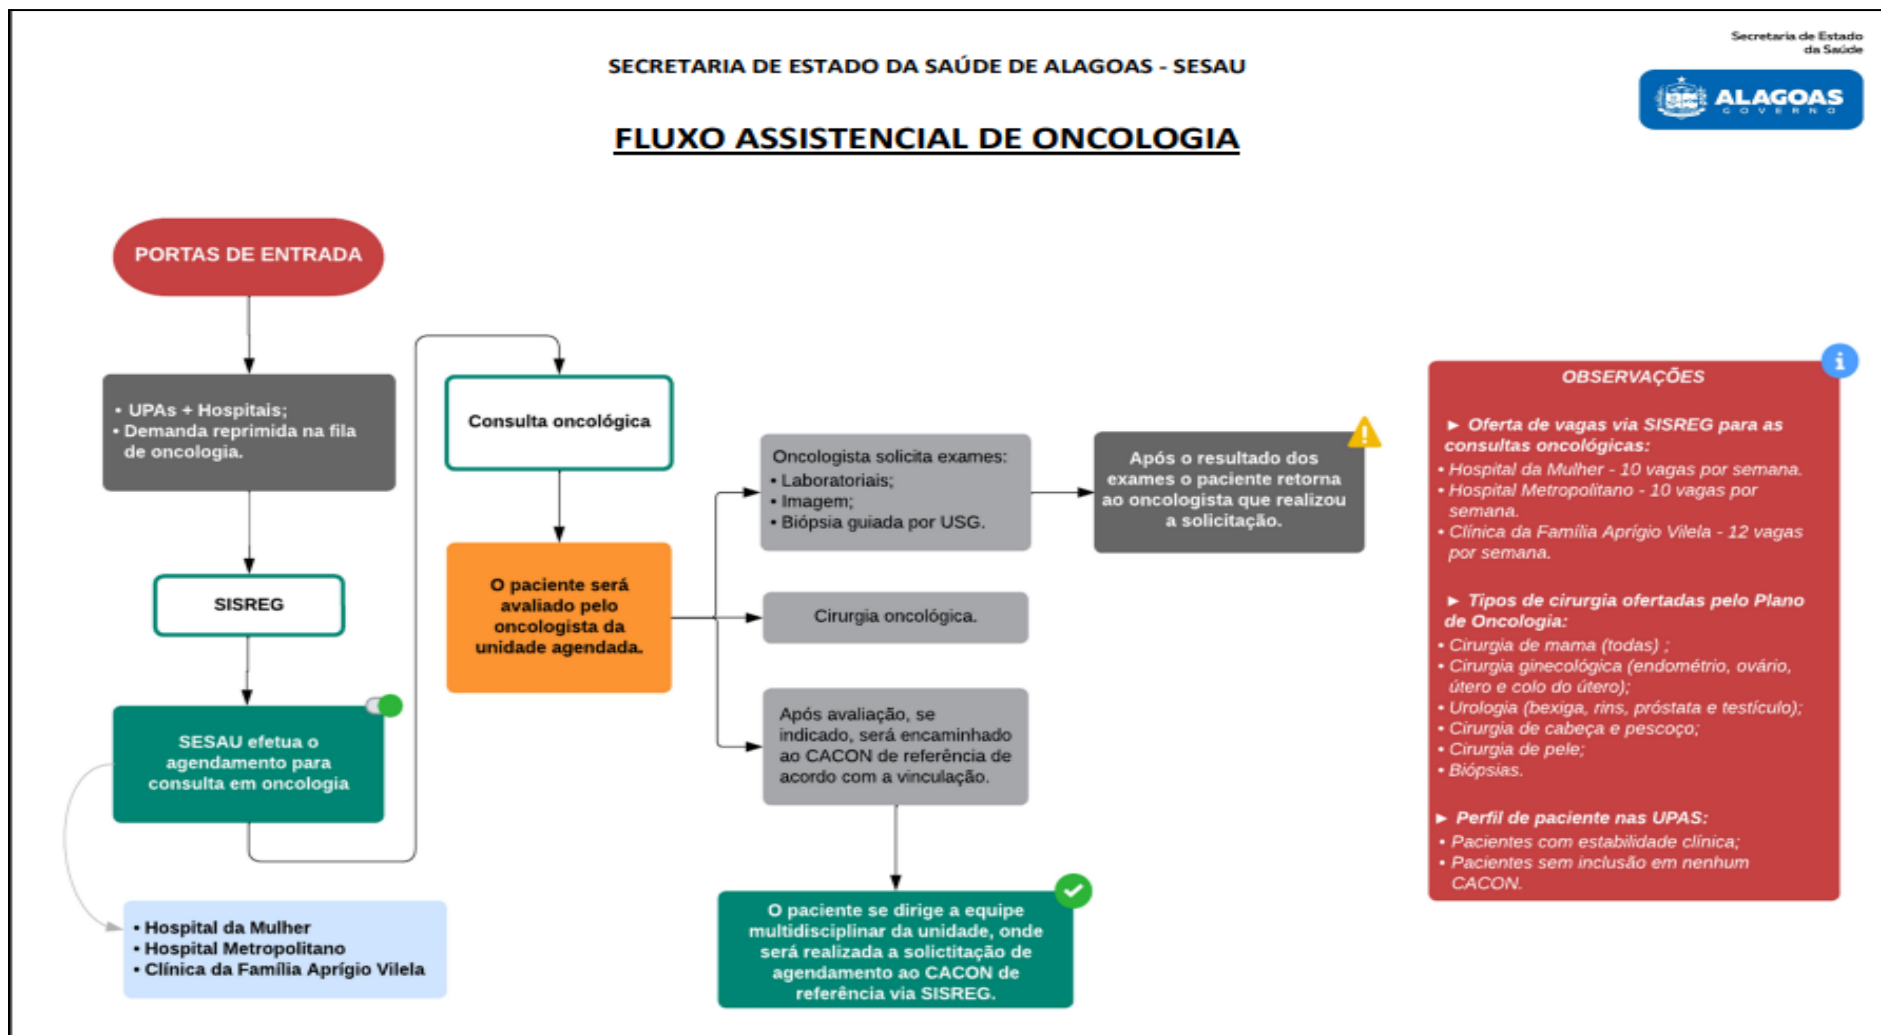 Secretaria de Estado
da Saúde
ALAGOAS
GOVERNO
SECRETARIA DE ESTADO DA SAÚDE DE ALAGOAS - SESAU
FLUXO ASSISTENCIAL DE ONCOLOGIA
PORTAS DE ENTRADA
• UPAs + Hospitais;
• Demanda reprimida na fila
de oncologia.
SISREG
SESAU efetua o
agendamento para
consulta em oncologia
• Hospital da Mulher
• Hospital Metropolitano
• Clínica da Família Aprígio Vilela
Consulta oncológica
O paciente será
avaliado pelo
oncologista da
unidade agendada.
Oncologista solicita exames:
• Laboratoriais;
• Imagem;
• Biópsia guiada por USG.
Após o resultado dos
exames o paciente retorna
ao oncologista que realizou
a solicitação.
Cirurgia oncológica.
Após avaliação, se
indicado, será encaminhado
ao CACON de referência de
acordo com a vinculação.
O paciente se dirige a equipe
multidisciplinar da unidade, onde
será realizada a solictitação de
agendamento ao CACON de
referência via SISREG.
OBSERVAÇÕES
► Oferta de vagas via SISREG para as
consultas oncológicas:
• Hospital da Mulher - 10 vagas por semana.
• Hospital Metropolitano - 10 vagas por
semana.
• Clínica da Família Aprígio Vilela - 12 vagas
por semana.
► Tipos de cirurgia ofertadas pelo Plano
de Oncologia:
• Cirurgia de mama (todas) ;
• Cirurgia ginecológica (endométrio, ovário,
útero e colo do útero);
• Urologia (bexiga, rins, próstata e testículo);
• Cirurgia de cabeça e pescoço;
• Cirurgia de pele;
• Biópsias.
► Perfil de paciente nas UPAS:
• Pacientes com estabilidade clínica;
• Pacientes sem inclusão em nenhum
CACON.